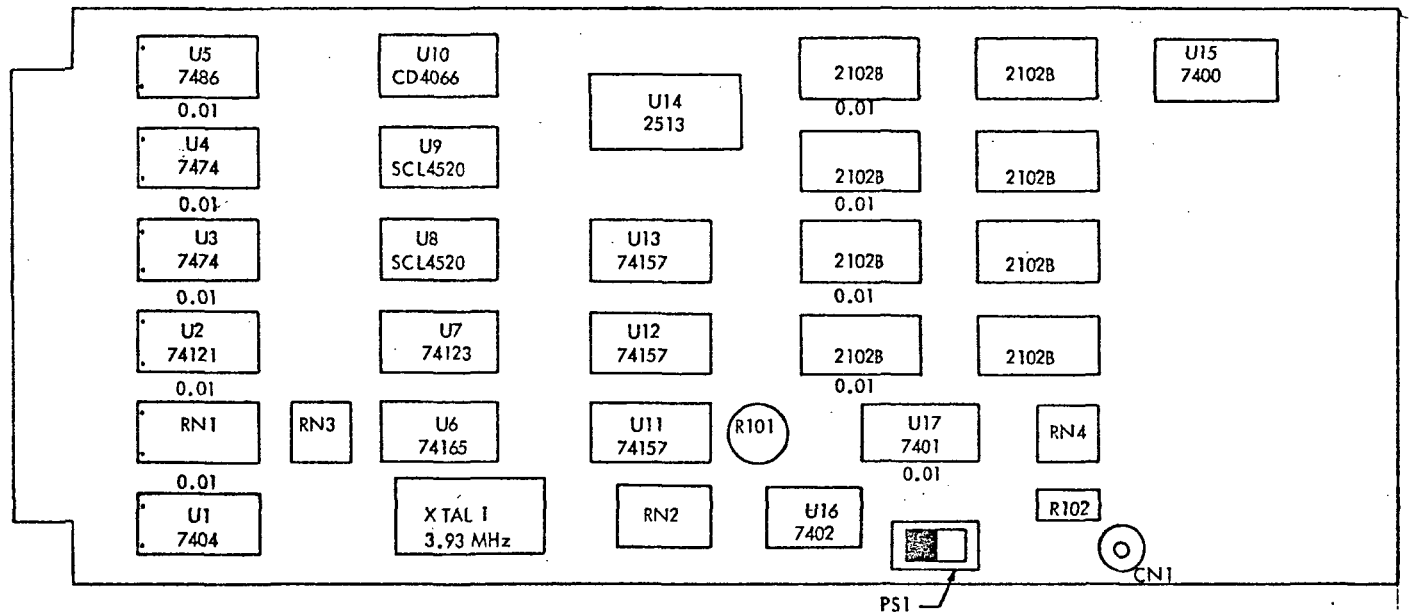 U5
7486
0.01
U4
7474
0.01
U3
7474
0.01
U2
74121
0.01
RN1
0.01
U1
7404
RN3
U10
CD4066
U9
SCL4520
U8
SCL4520
U7
74123
U6
74165
X TAL 1
3.93 MHz
U14
2513
U13
74157
U12
74157
U11
74157
RN2
R101
U16
7402
2102B
0.01
2102B
0.01
2102B
0.01
2102B
0.01
U17
7401
0.01
PS1
2102B
2102B
2102B
2102B
RN4
R102
CN1
U15
7400